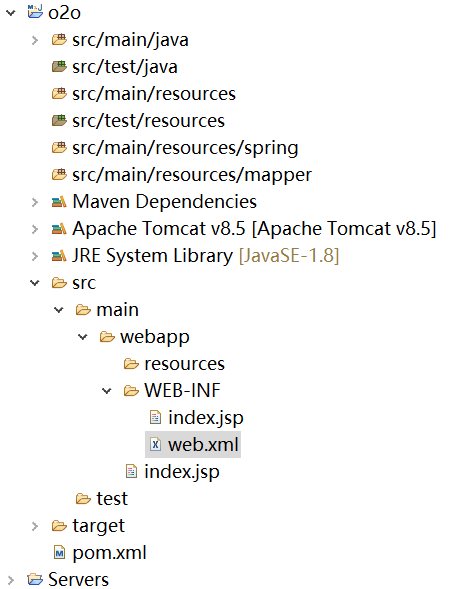 o2o
src/main/java
src/test/java
src/main/resources
src/test/resources
src/main/resources/spring
src/main/resources/mapper
Maven Dependencies
Apache Tomcat v8.5 [Apache Tomcat v8.5]
JRE System Library [JavaSE-1.8]
src
main
webapp
resources
WEB-INF
index.jsp
web.xml
index.jsp
test
target
pom.xml
Servers